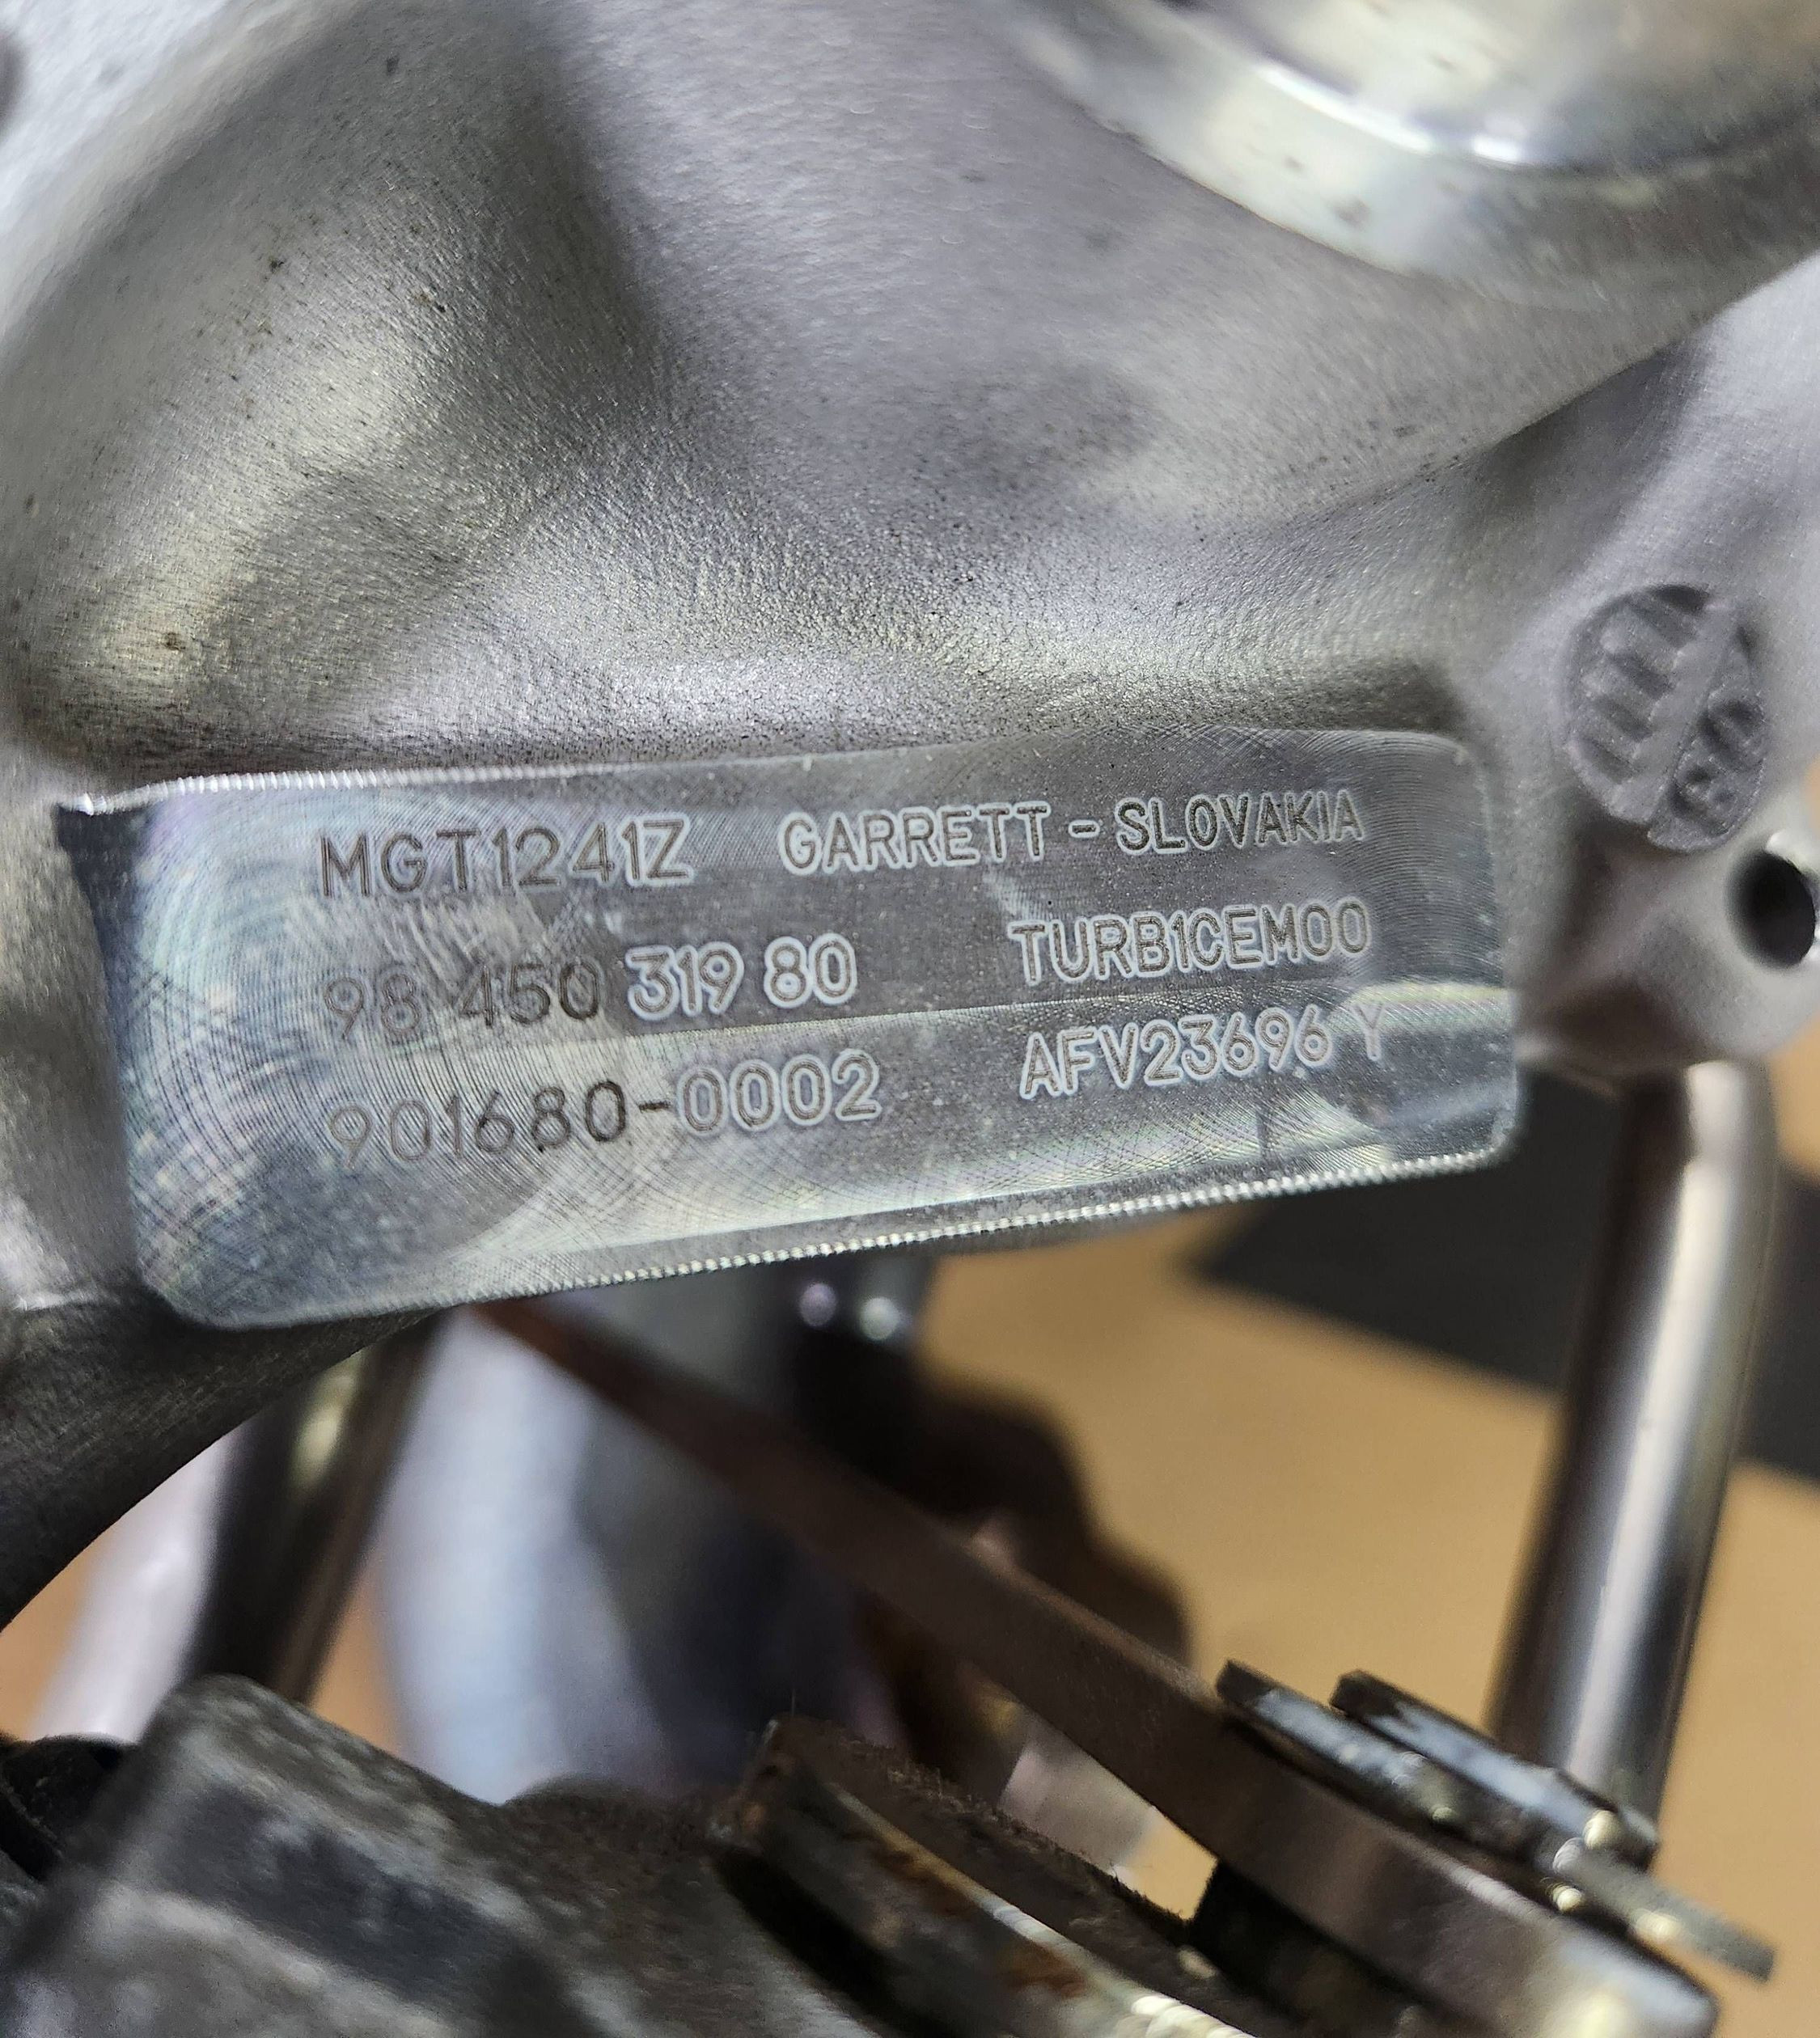 MGT1241Z GARRETT - SLOVAKIA
98 450 319 80 TURB1CEM00
901680-0002 AFV23696 Y